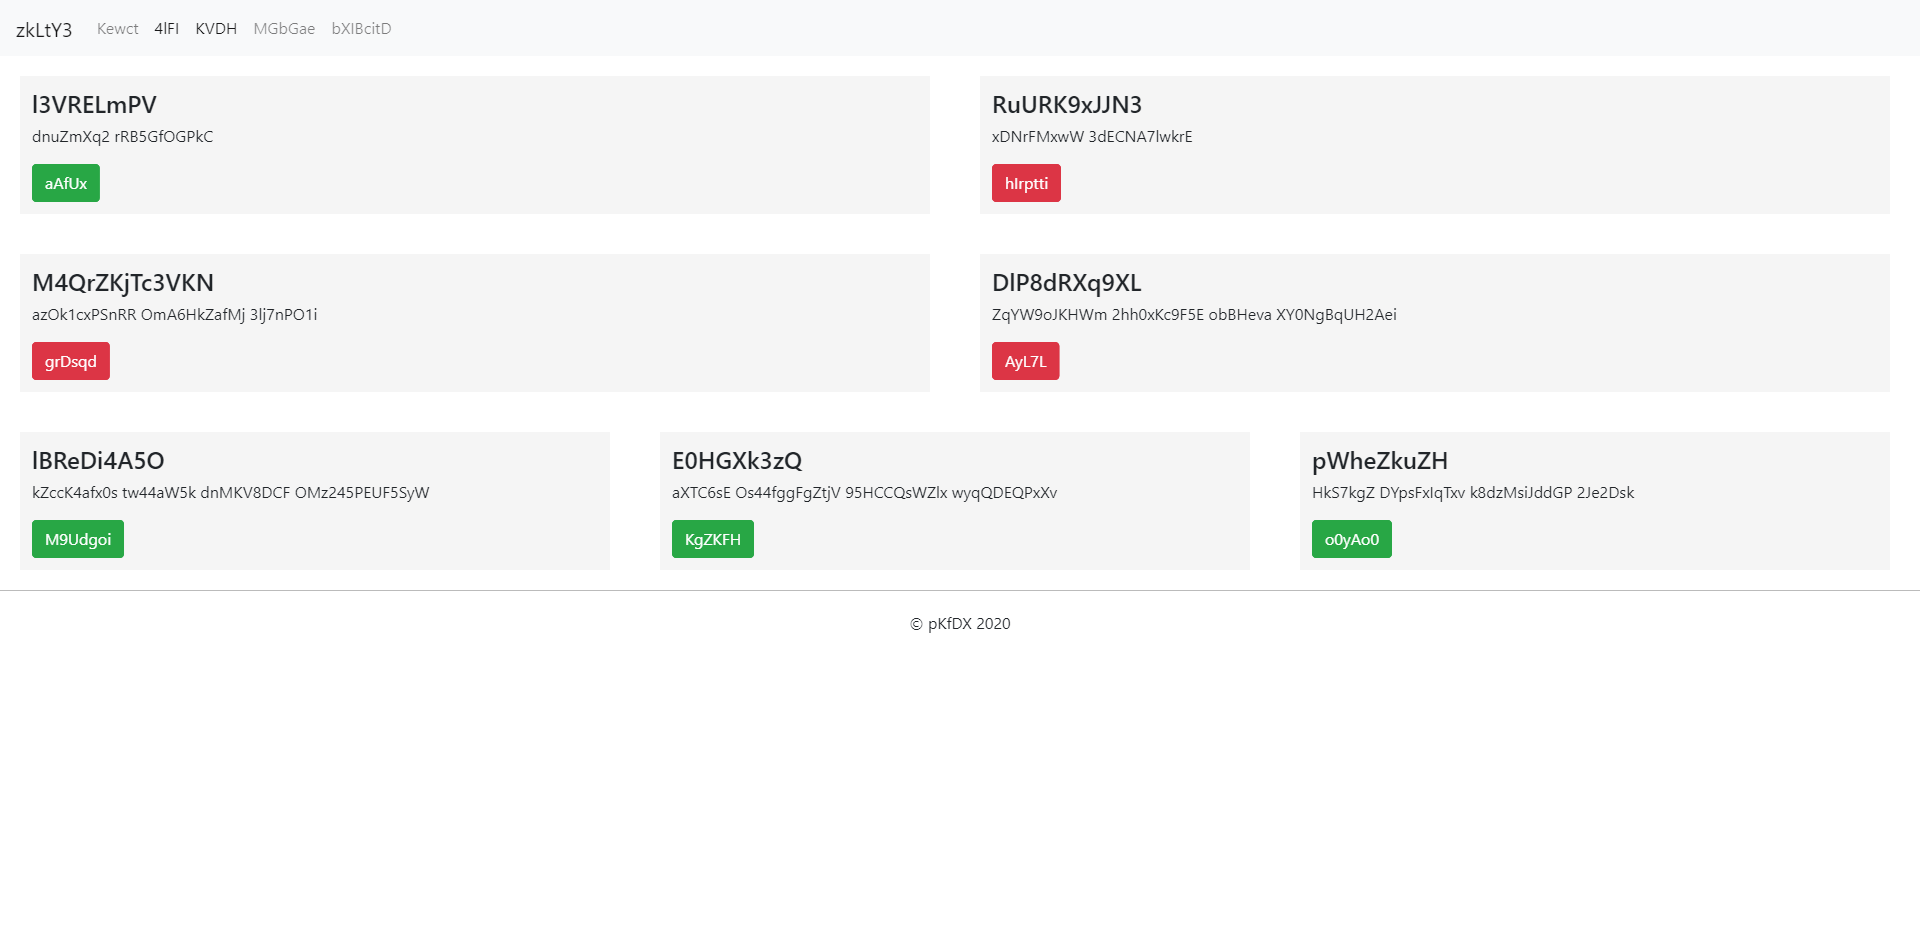 zkLtY3 Kewct 4lFI KVDH MGbGae bXIBcitD
l3VRELmPV
dnuZmXq2 rRB5GfOGPkC
aAfUx
RuURK9xJJN3
xDNrFMxwW 3dECNA7lwkrE
hIrptti
M4QrZKjTc3VKN
azOk1cxPSnRR OmA6HkZafMj 3lj7nPO1i
grDsqd
DlP8dRXq9XL
ZqYW9oJKHWm 2hh0xKc9F5E obBHeva XY0NgBqUH2Aei
AyL7L
lBReDi4A5O
kZccK4afx0s tw44aW5k dnMKV8DCF OMz245PEUF5SyW
M9Udgoi
E0HGXk3zQ
aXTC6sE Os44fggFgZtjV 95HCCQsWZlx wyqQDEQPxXv
KgZKFH
pWheZkuZH
HkS7kgZ DYpsFxIqTxv k8dzMsiJddGP 2Je2Dsk
o0yAo0
© pKfDX 2020